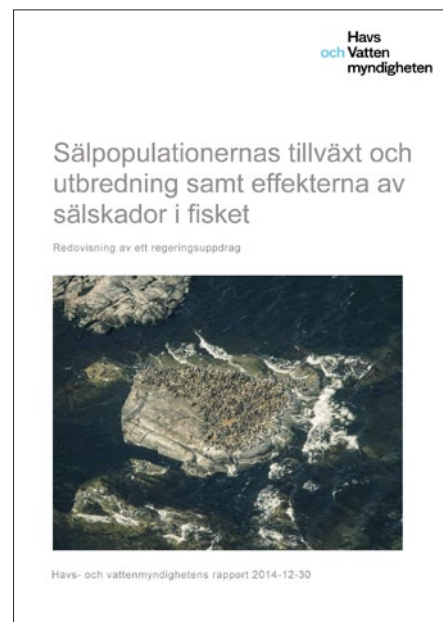 Havs
och Vatten
myndigheten
Sälpopulationernas tillväxt och
utbredning samt effekterna av
sälskador i fisket
Redovisning av ett regeringsuppdrag
Havs- och vattenmyndighetens rapport 2014-12-30